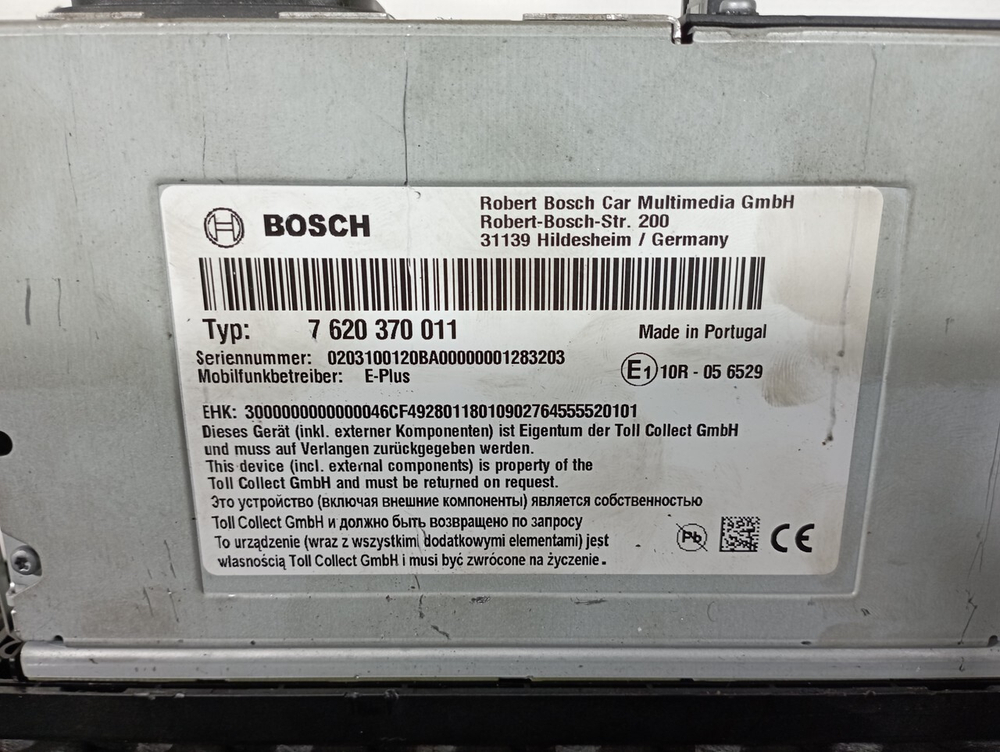 BOSCH
Robert Bosch Car Multimedia GmbH
Robert-Bosch-Str. 200
31139 Hildesheim / Germany
Typ: 7 620 370 011
Made in Portugal
Seriennummer: 0203100120BA00000001283203
Mobilfunkbetreiber: E-Plus
E1 10R - 05 6529
EHK: 3000000000000046CF49280118010902764555520101
Dieses Gerät (inkl. externer Komponenten) ist Eigentum der Toll Collect GmbH
und muss auf Verlangen zurückgegeben werden.
This device (incl. external components) is property of the
Toll Collect GmbH and must be returned on request.
Это устройство (включая внешние компоненты) является собственностью
Toll Collect GmbH и должно быть возвращено по запросу
To urządzenie (wraz z wszystkimi dodatkowymi elementami) jest
własnością Toll Collect GmbH i musi być zwrócone na życzenie.
Pb
CE